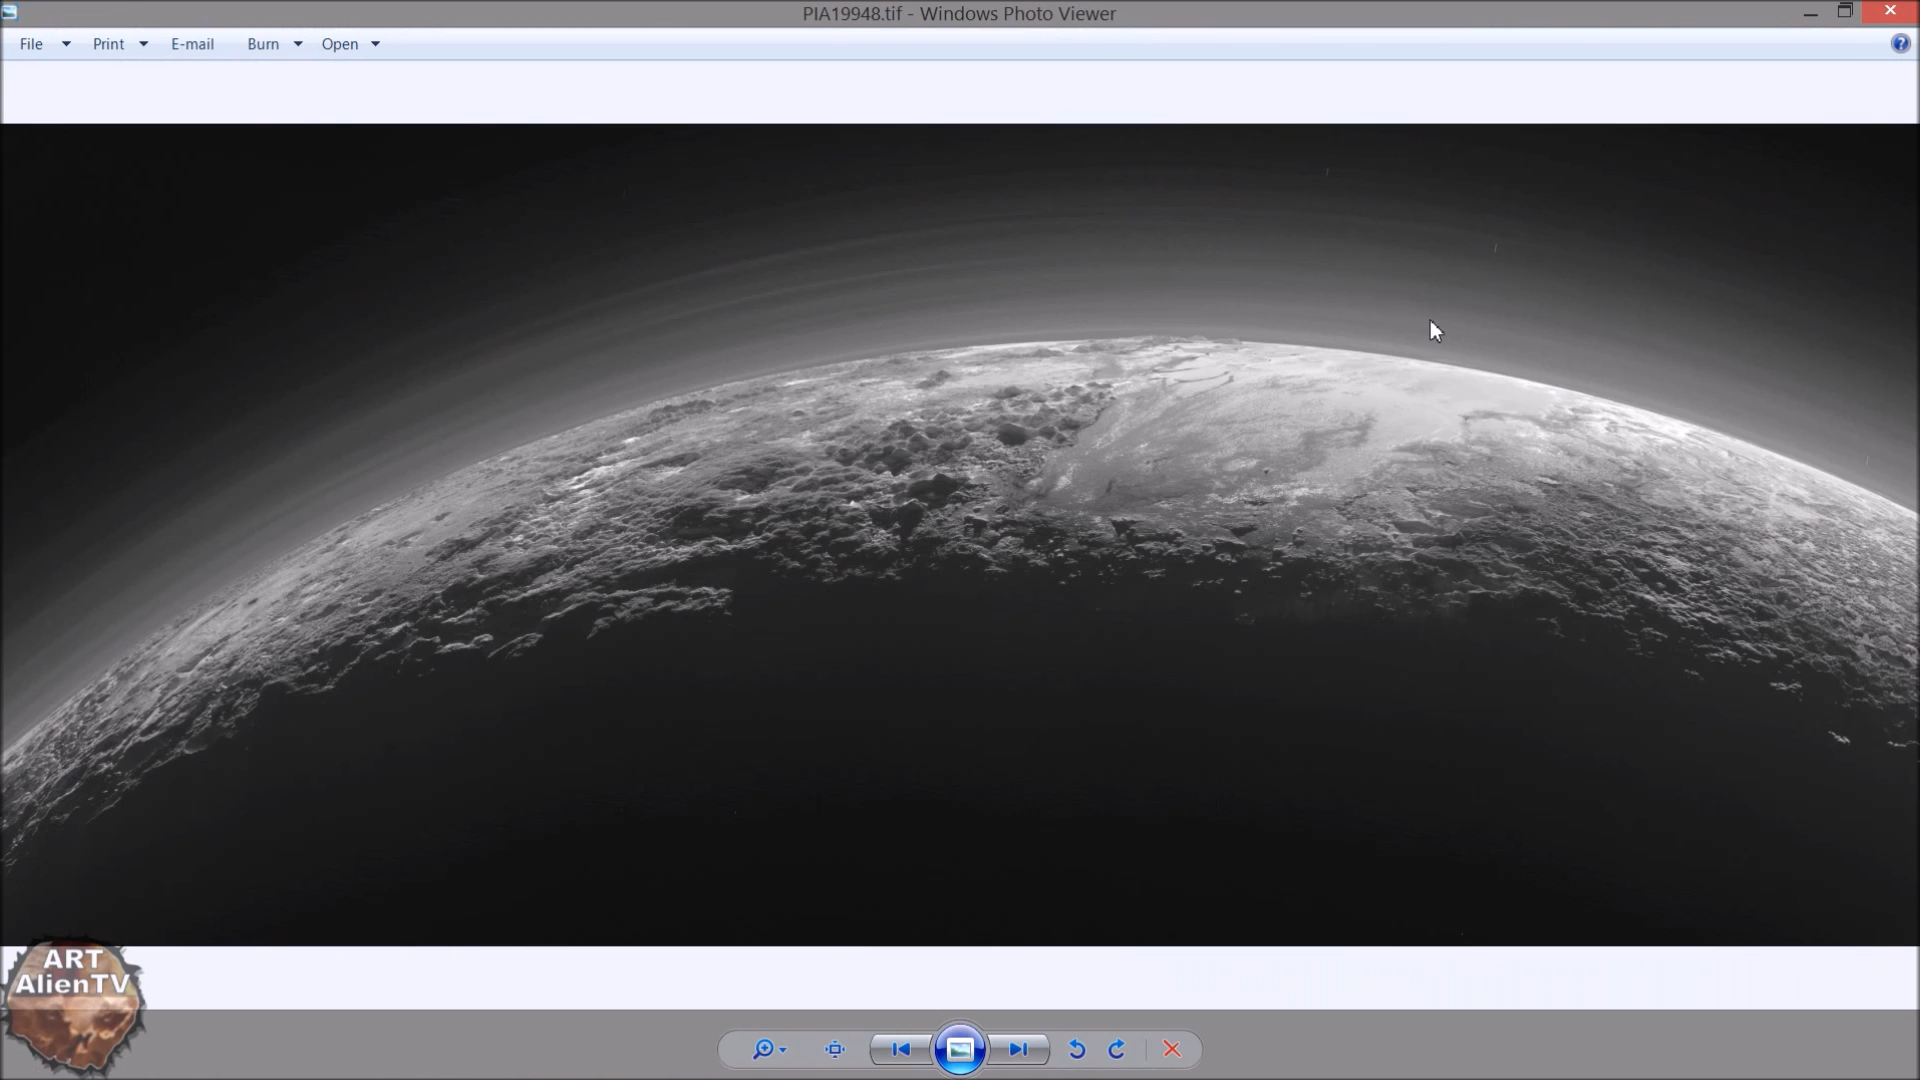 PIA19948.tif - Windows Photo Viewer
File Print E-mail Burn Open
ART
AlienTV